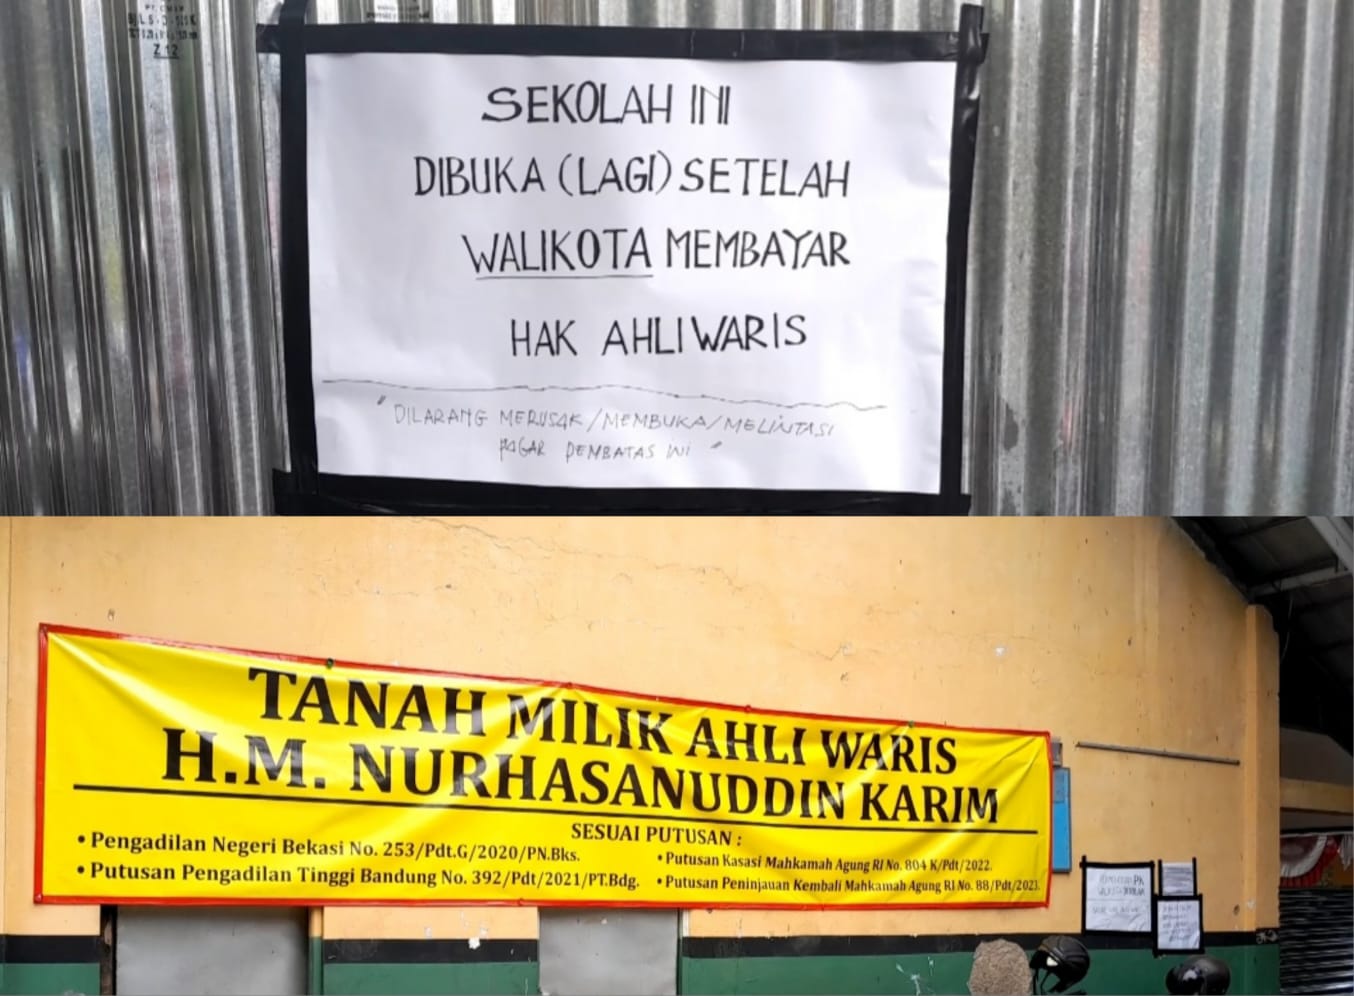 Z 12
SEKOLAH INI
DIBUKA (LAGI) SETELAH
WALIKOTA MEMBAYAR
HAK AHLI WARIS
"DILARANG MERUSAK/MEMBUKA/MELINTASI
PAGAR PEMBATAS INI"
TANAH MILIK AHLI WARIS
H.M. NURHASANUDDIN KARIM
SESUAI PUTUSAN :
• Pengadilan Negeri Bekasi No. 253/Pdt.G/2020/PN.Bks.
• Putusan Pengadilan Tinggi Bandung No. 392/Pdt/2021/PT.Bdg.
• Putusan Kasasi Mahkamah Agung RI No. 804 K/Pdt/2022.
• Putusan Peninjauan Kembali Mahkamah Agung RI No. 88/Pdt/2023.